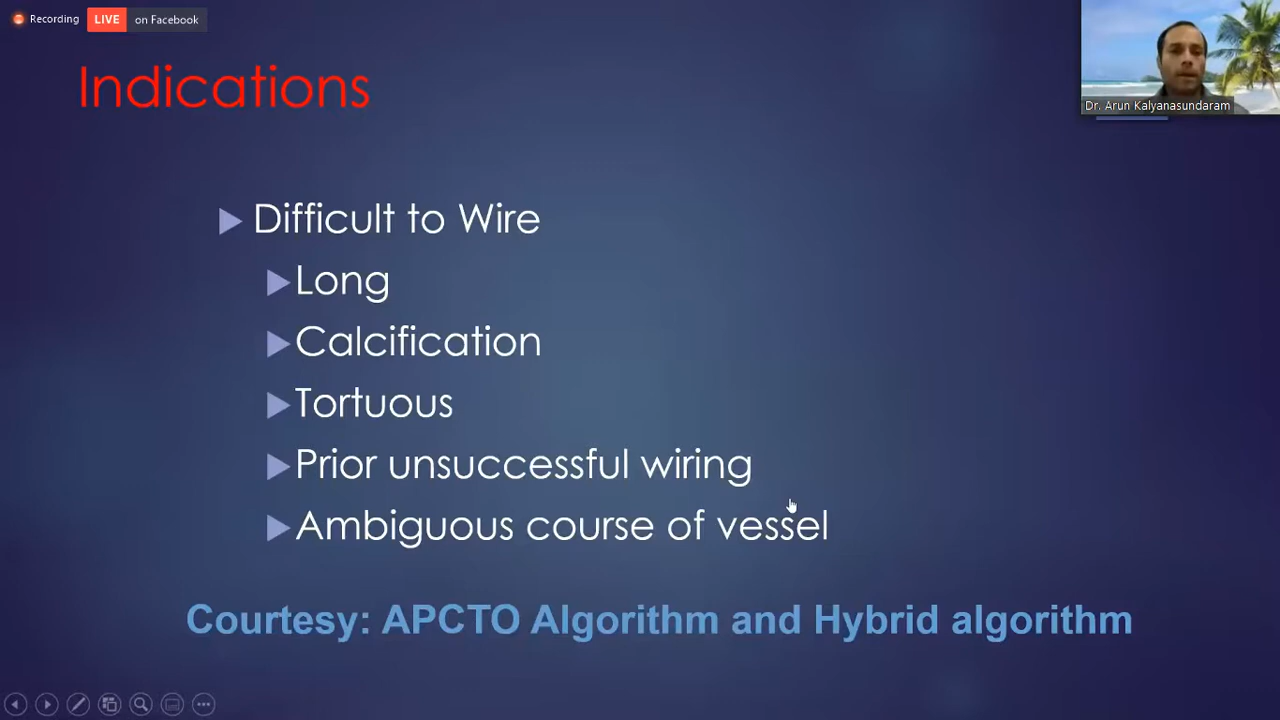 Recording
LIVE on Facebook
Indications
Dr. Arun Kalyanasundaram
Difficult to Wire
Long
Calcification
Tortuous
Prior unsuccessful wiring
Ambiguous course of vessel
Courtesy: APCTO Algorithm and Hybrid algorithm